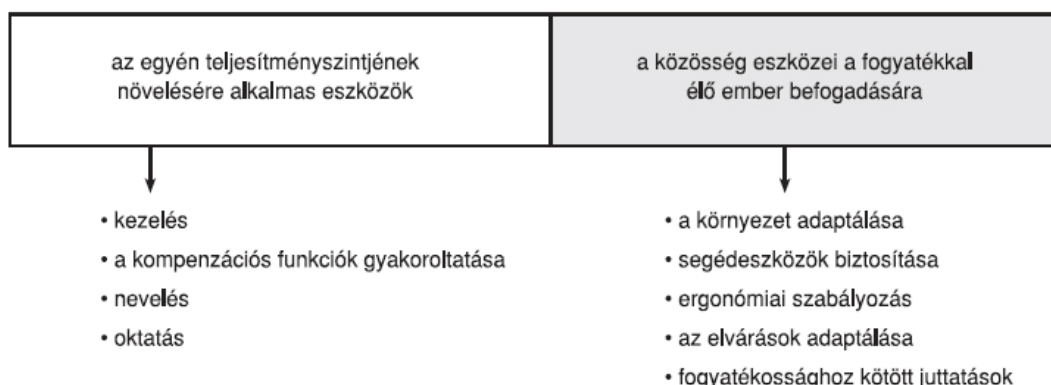 az egyén teljesítményszintjének
növelésére alkalmas eszközök
a közösség eszközei a fogyatékkal
élő ember befogadására
• kezelés
• a kompenzációs funkciók gyakoroltatása
• nevelés
• oktatás
• a környezet adaptálása
• segédeszközök biztosítása
• ergonómiai szabályozás
• az elvárások adaptálása
• fogyatékossághoz kötött juttatások